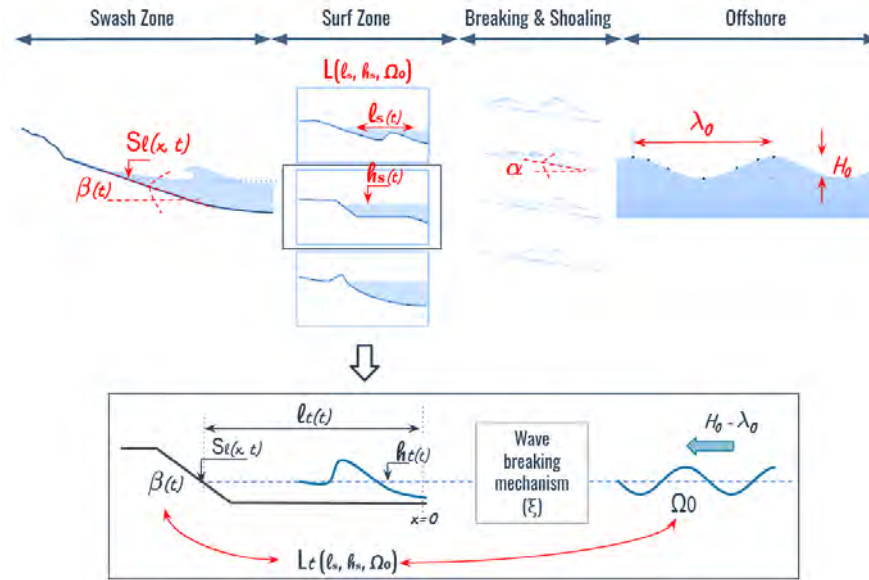 Swash Zone
Surf Zone
Breaking & Shoaling
Offshore
L(ℓs, hs, Ω0)
ℓs(t)
Sℓ(x, t)
β(t)
hs(t)
α
λ0
H0
ℓt(t)
Sℓ(x, t)
β(t)
ht(t)
x=0
Wave
breaking
mechanism
(ξ)
H0 - λ0
Ω0
Lt(ℓs, hs, Ω0)